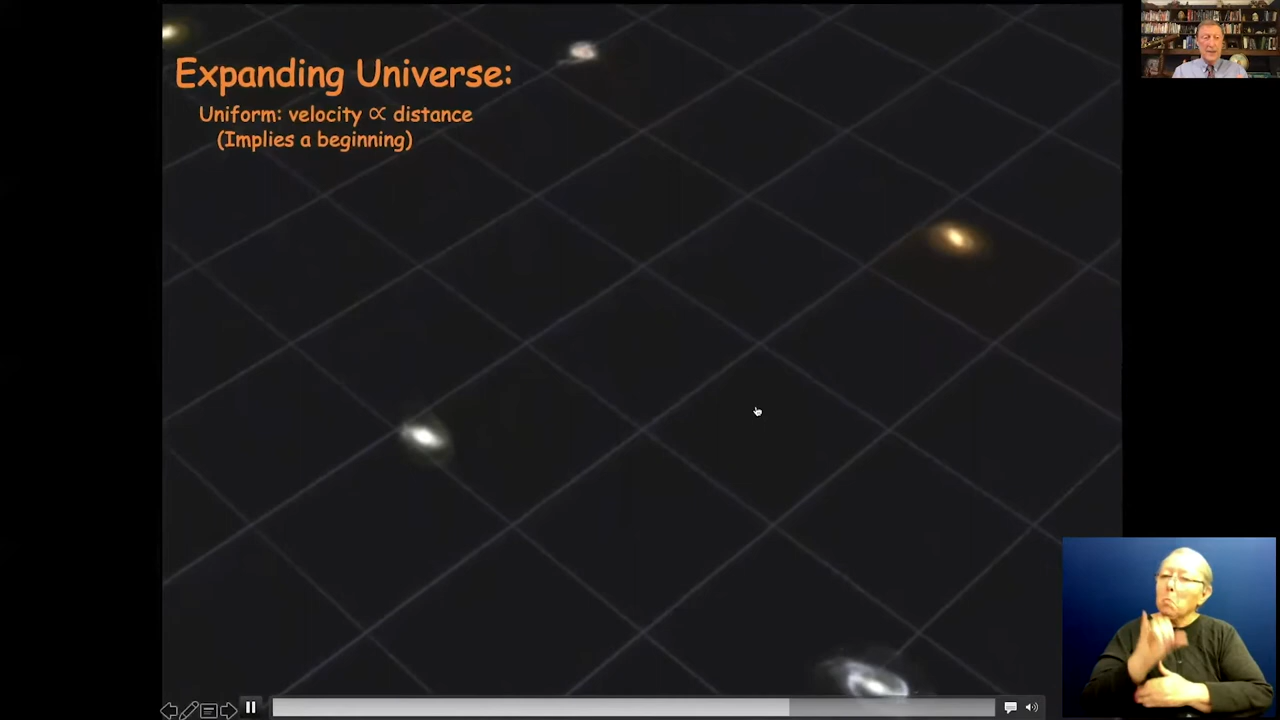 Expanding Universe:
Uniform: velocity ∝ distance
(Implies a beginning)